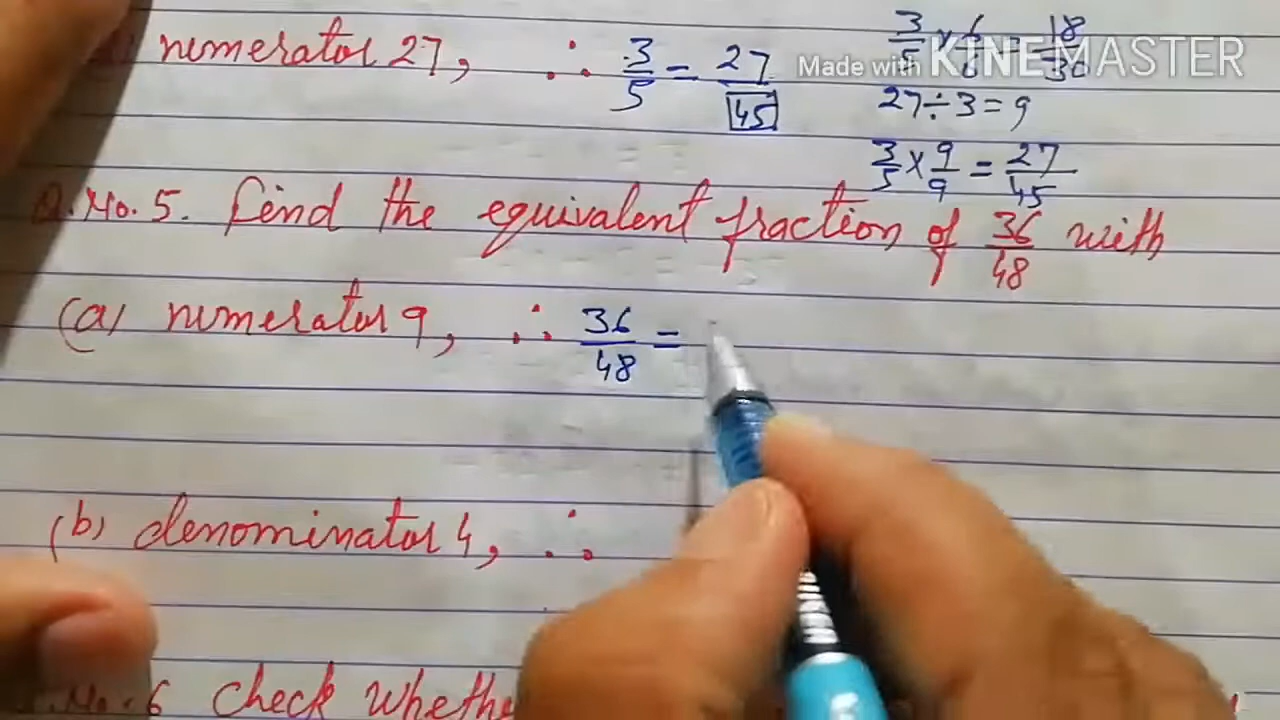 numerator 27, ∴ 3/5 = 27/45
3/5 × 6/6 = 18/30
Made with KINEMASTER
27 ÷ 3 = 9
3/5 × 9/9 = 27/45
Q.No. 5. Find the equivalent fraction of 36/48 with
(a) numerator 9, ∴ 36/48 =
(b) denominator 4, ∴
No. 6 Check